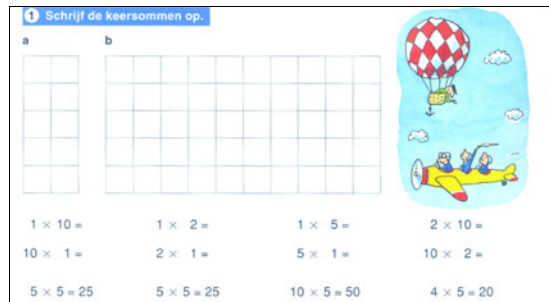 1 Schrijf de keersommen op.
a b
1 × 10 = 1 × 2 = 1 × 5 = 2 × 10 =
10 × 1 = 2 × 1 = 5 × 1 = 10 × 2 =
5 × 5 = 25 5 × 5 = 25 10 × 5 = 50 4 × 5 = 20